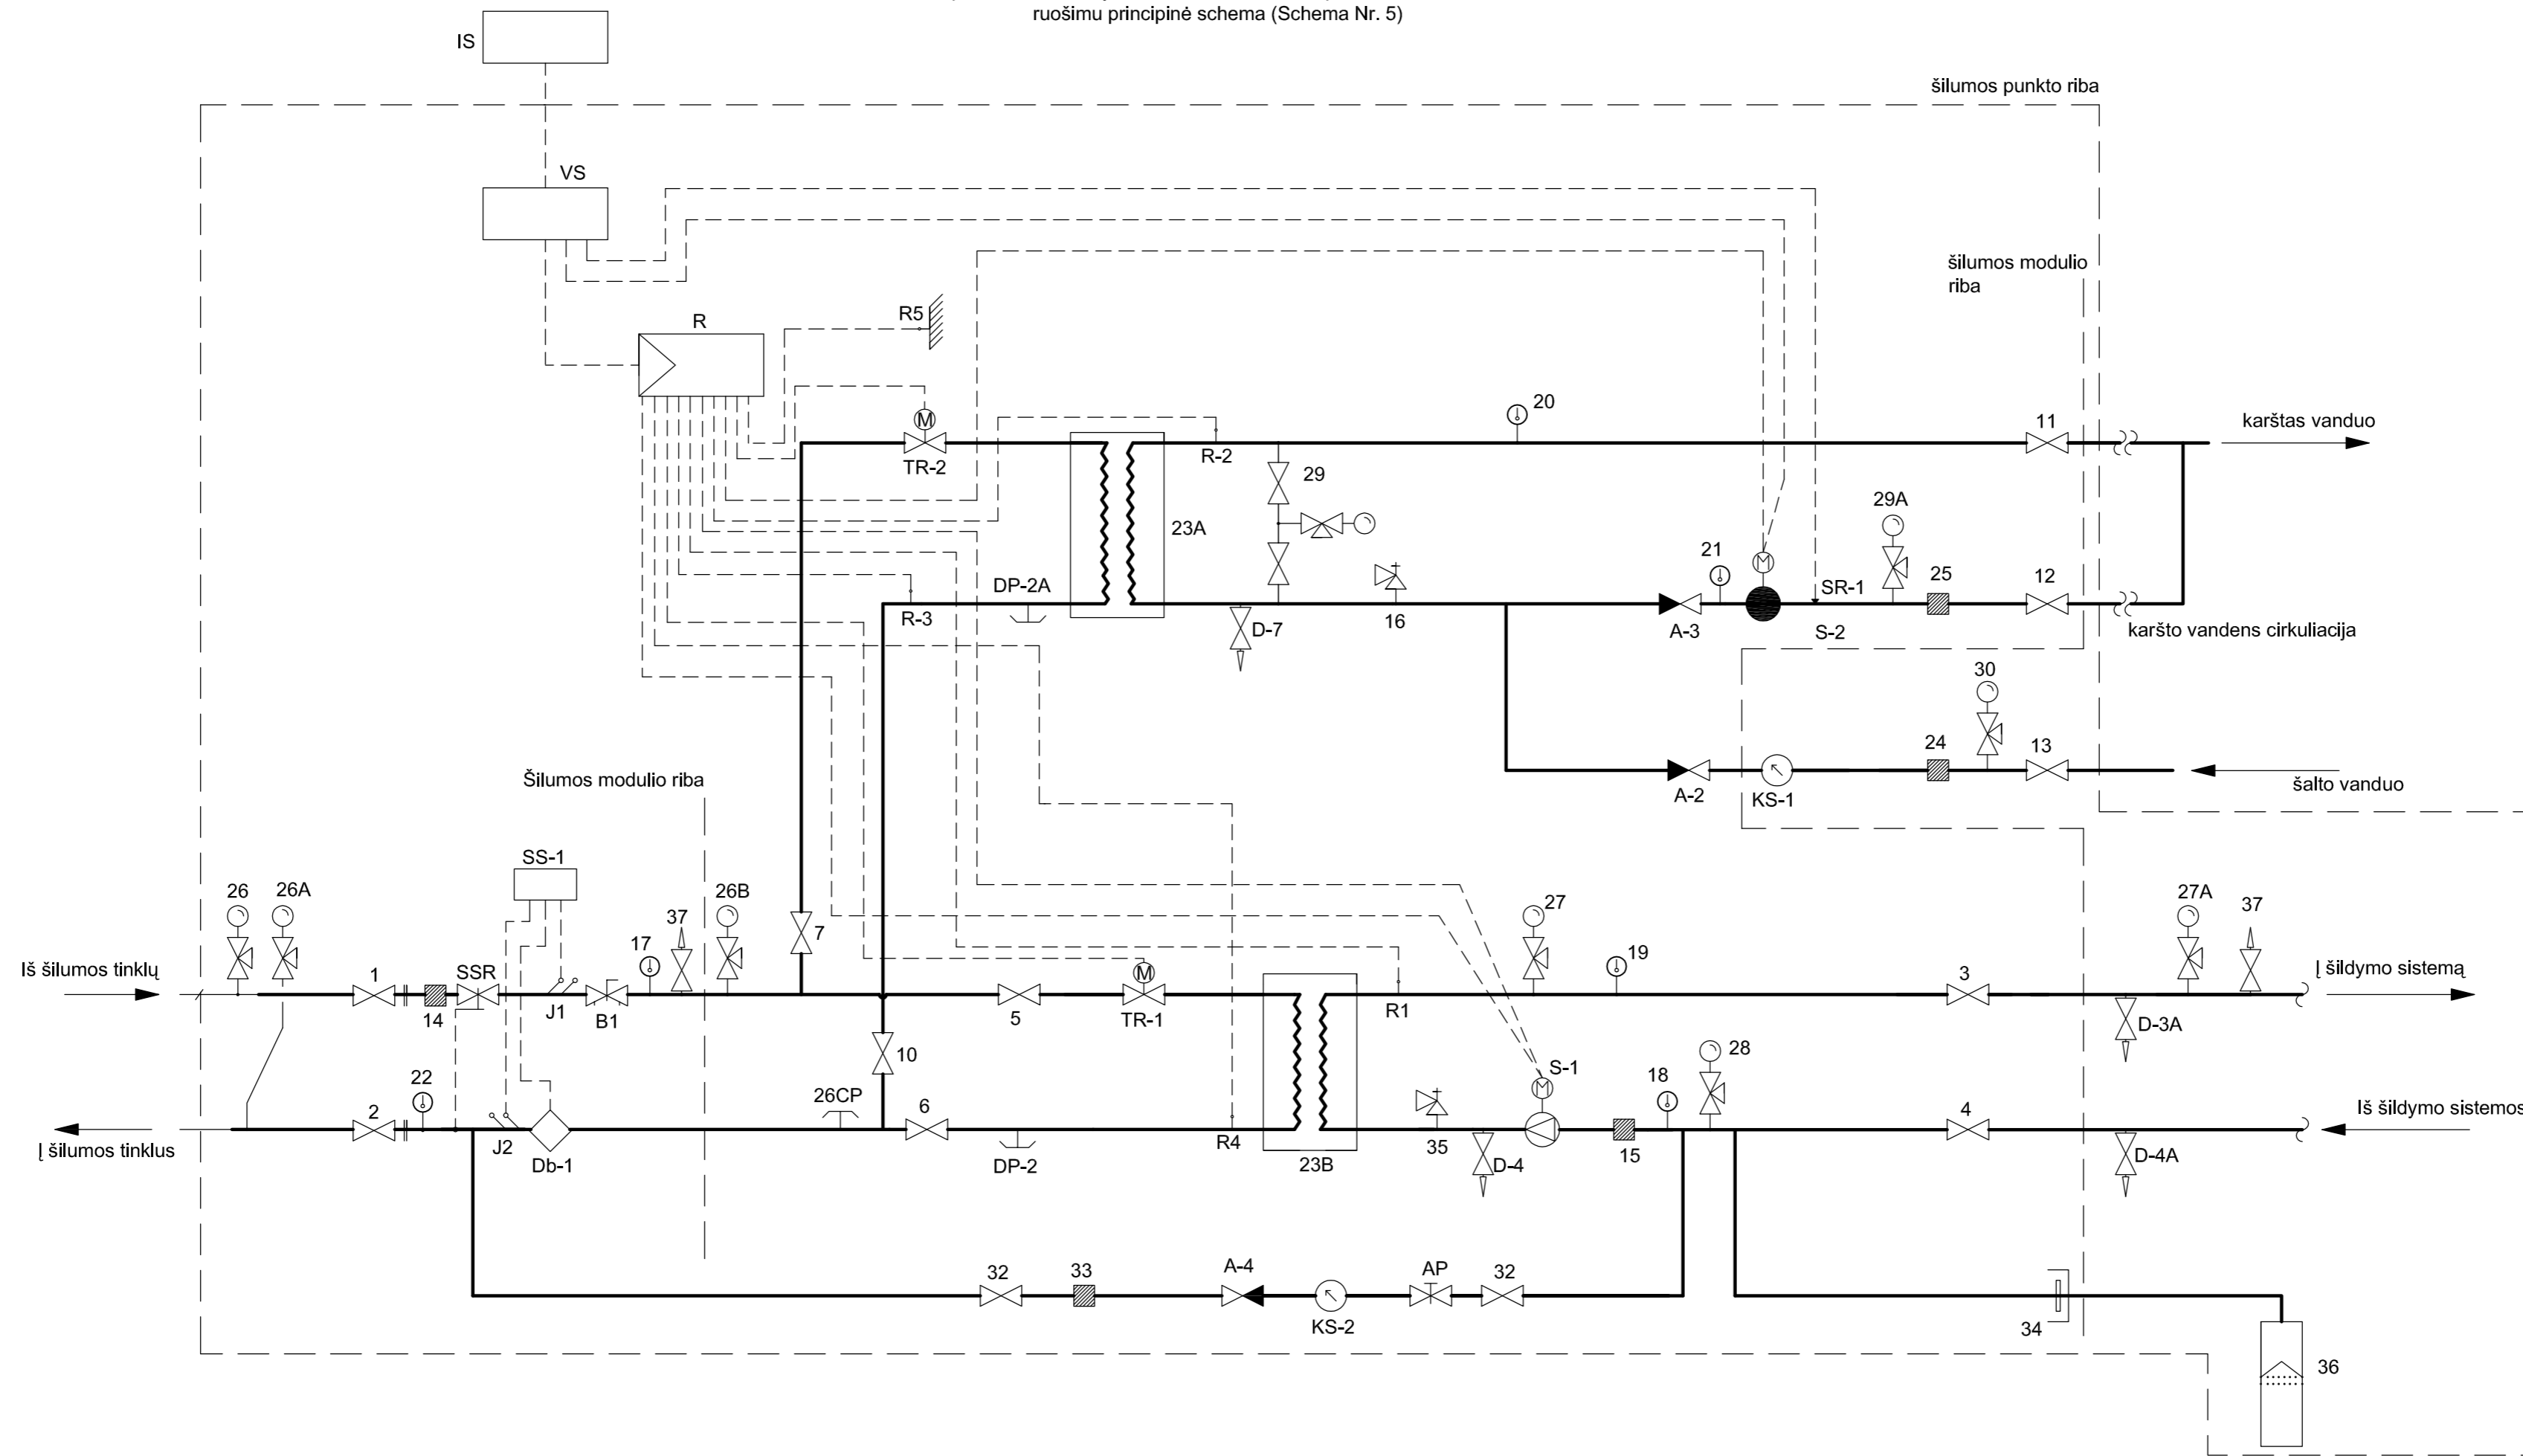 ruošimu principinė schema (Schema Nr. 5)
IS
šilumos punkto riba
VS
šilumos modulio
riba
R5
R
20
11
karštas vanduo
TR-2
R-2
29
29A
23A
21
25
12
DP-2A
SR-1
R-3
D-7
16
A-3
S-2
karšto vandens cirkuliacija
30
24
13
Šilumos modulio riba
A-2
KS-1
šalto vanduo
SS-1
26
26A
26B
37
27
27A
37
7
17
19
Iš šilumos tinklų
1
SSR
3
Į šildymo sistemą
14
J1
B1
5
TR-1
R1
D-3A
10
28
S-1
22
26CP
18
2
6
4
Iš šildymo sistemos
Į šilumos tinklus
J2
Db-1
DP-2
R4
23B
35
D-4
15
D-4A
32
33
A-4
AP
32
KS-2
34
36